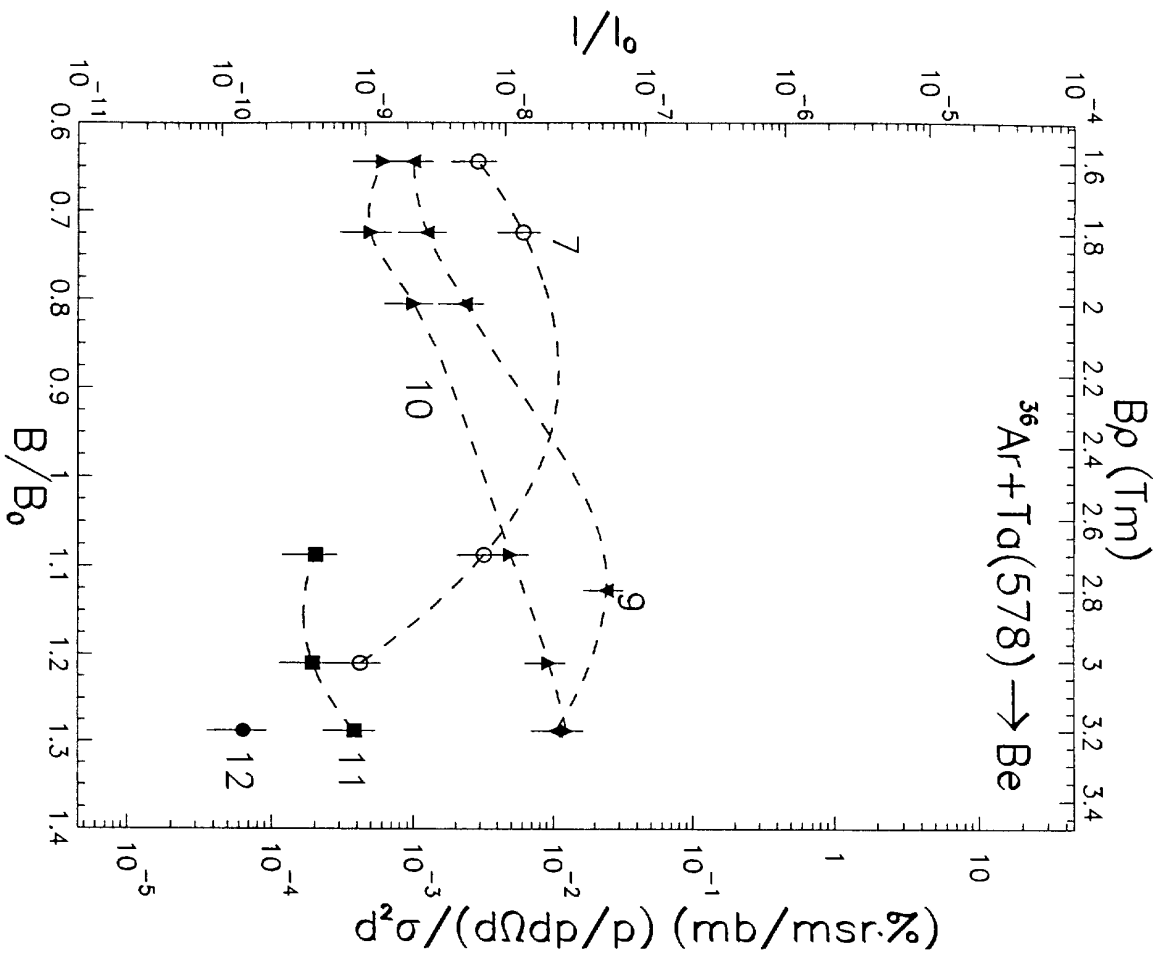 Bρ (Tm)
1.6 1.8 2 2.2 2.4 2.6 2.8 3 3.2 3.4
³⁶Ar+Ta(578) → Be
I/I₀
10⁻⁴
10⁻⁵
10⁻⁶
10⁻⁷
10⁻⁸
10⁻⁹
10⁻¹⁰
10⁻¹¹
7
9
10
11
12
d²σ/(dΩdp/p) (mb/msr·%)
10
1
10⁻¹
10⁻²
10⁻³
10⁻⁴
10⁻⁵
0.6 0.7 0.8 0.9 1 1.1 1.2 1.3 1.4
B/B₀